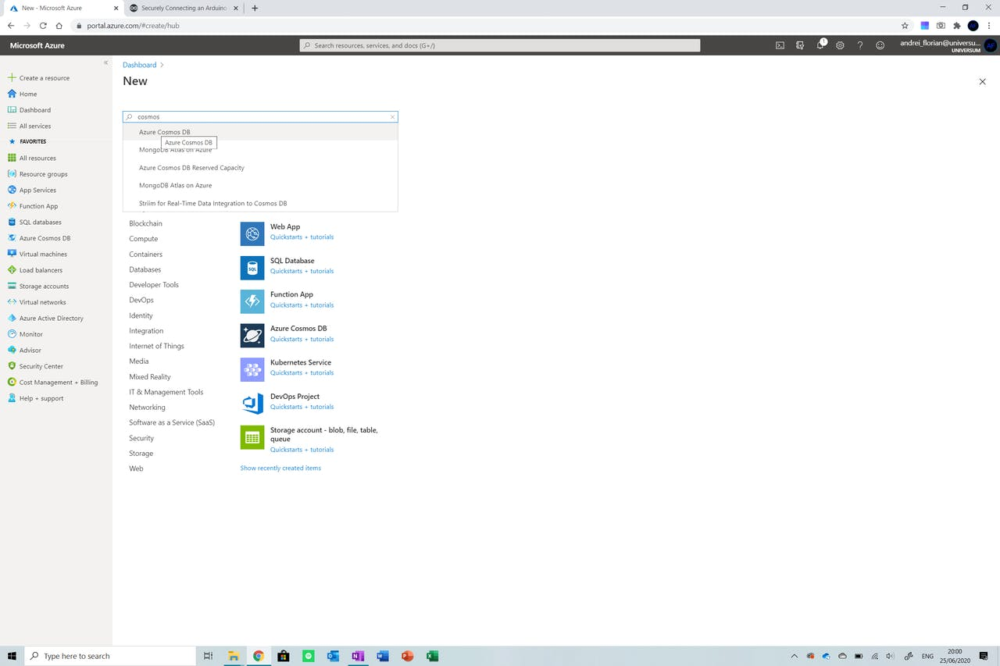 New - Microsoft Azure
Securely Connecting an Arduino
portal.azure.com/#create/hub
Microsoft Azure
Search resources, services, and docs (G+/)
1
andrei_florian@universu...
UNIVERSUM
AF
Create a resource
Home
Dashboard
All services
FAVORITES
All resources
Resource groups
App Services
Function App
SQL databases
Azure Cosmos DB
Virtual machines
Load balancers
Storage accounts
Virtual networks
Azure Active Directory
Monitor
Advisor
Security Center
Cost Management + Billing
Help + support
Dashboard
New
cosmos
Azure Cosmos DB
Azure Cosmos DB
MongoDB Atlas on Azure
Azure Cosmos DB Reserved Capacity
MongoDB Atlas on Azure
Striim for Real-Time Data Integration to Cosmos DB
Blockchain
Compute
Containers
Databases
Developer Tools
DevOps
Identity
Integration
Internet of Things
Media
Mixed Reality
IT & Management Tools
Networking
Software as a Service (SaaS)
Security
Storage
Web
Web App
Quickstarts + tutorials
SQL
SQL Database
Quickstarts + tutorials
Function App
Quickstarts + tutorials
Azure Cosmos DB
Quickstarts + tutorials
Kubernetes Service
Quickstarts + tutorials
DevOps Project
Quickstarts + tutorials
Storage account - blob, file, table,
queue
Quickstarts + tutorials
Show recently created items
Type here to search
ENG
20:00
25/06/2020